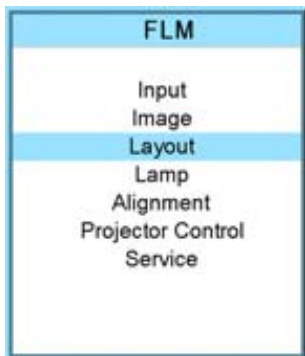 FLM
Input
Image
Layout
Lamp
Alignment
Projector Control
Service